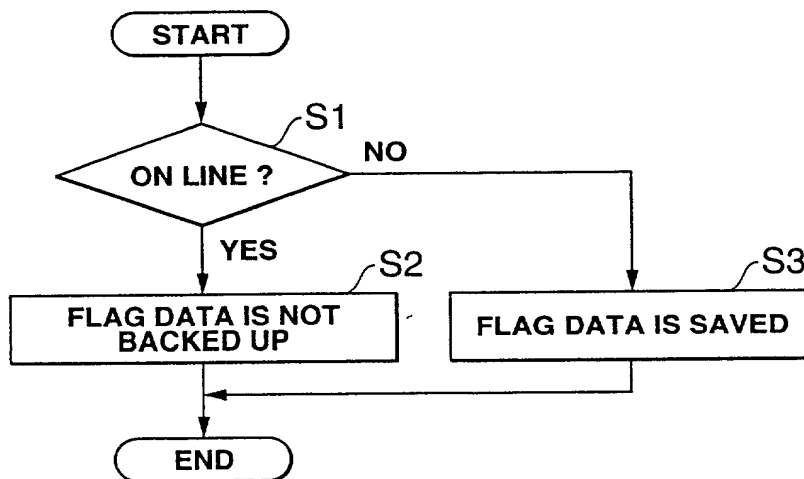 START
S1
ON LINE ?
NO
YES
S2
S3
FLAG DATA IS NOT
BACKED UP
FLAG DATA IS SAVED
END